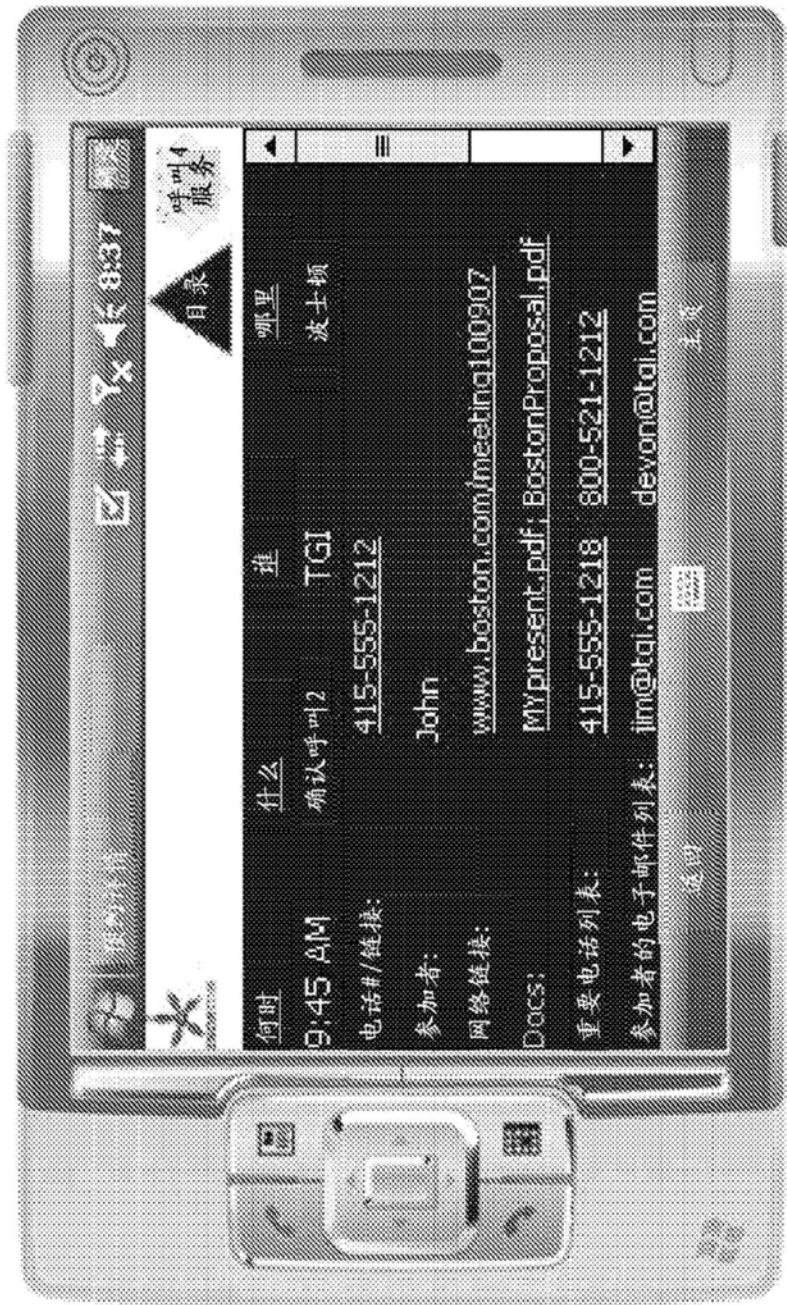 预约详情 8:37
目录 呼叫4
服务
何时 什么 谁 哪里
9:45 AM 确认呼叫2 TGI 波士顿
电话#/链接: 415-555-1212
参加者: John
网络链接: www.boston.com/meeting100907
Docs: MYpresent.pdf; BostonProposal.pdf
重要电话列表: 415-555-1218 800-521-1212
参加者的电子邮件列表: jim@tgi.com devon@tgi.com
返回 主页